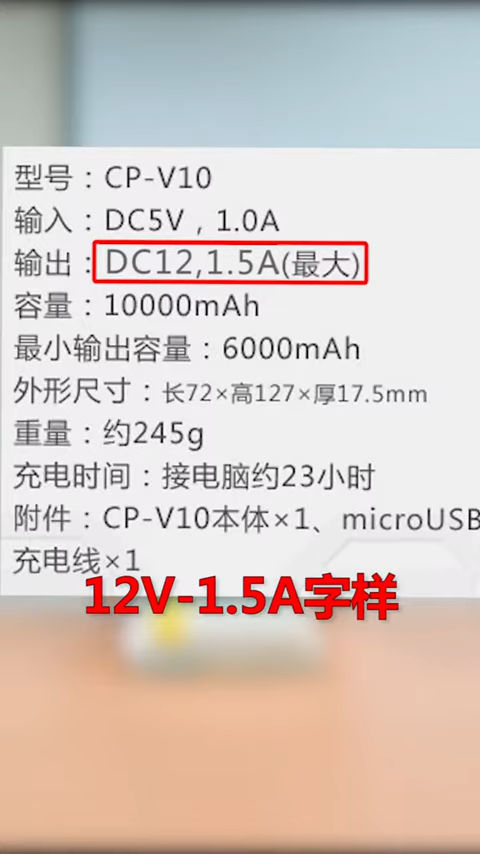 型号：CP-V10
输入：DC5V，1.0A
输出：DC12,1.5A(最大)
容量：10000mAh
最小输出容量：6000mAh
外形尺寸：长72×高127×厚17.5mm
重量：约245g
充电时间：接电脑约23小时
附件：CP-V10本体×1、microUSB
充电线×1
12V-1.5A字样